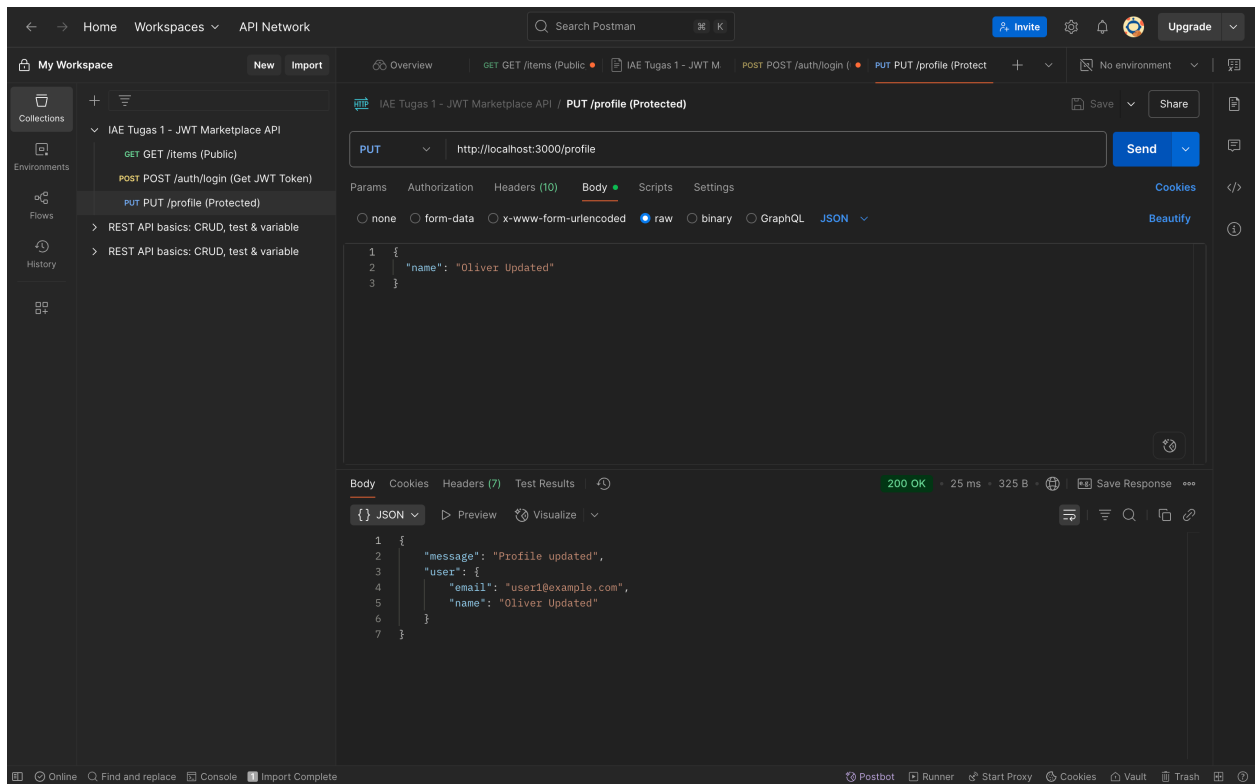 Home Workspaces API Network Search Postman ⌘ K Invite Upgrade
My Workspace New Import Overview GET GET /items (Public IAE Tugas 1 - JWT M POST POST /auth/login ( PUT PUT /profile (Protect No environment
Collections
Environments
Flows
History
IAE Tugas 1 - JWT Marketplace API
GET GET /items (Public)
POST POST /auth/login (Get JWT Token)
PUT PUT /profile (Protected)
REST API basics: CRUD, test & variable
REST API basics: CRUD, test & variable
HTTP IAE Tugas 1 - JWT Marketplace API / PUT /profile (Protected) Save Share
PUT http://localhost:3000/profile Send
Params Authorization Headers (10) Body Scripts Settings Cookies
none form-data x-www-form-urlencoded raw binary GraphQL JSON Beautify
1 {
2 "name": "Oliver Updated"
3 }
Body Cookies Headers (7) Test Results 200 OK 25 ms 325 B Save Response
{} JSON Preview Visualize
1 {
2 "message": "Profile updated",
3 "user": {
4 "email": "user1@example.com",
5 "name": "Oliver Updated"
6 }
7 }
Online Find and replace Console 1 Import Complete Postbot Runner Start Proxy Cookies Vault Trash